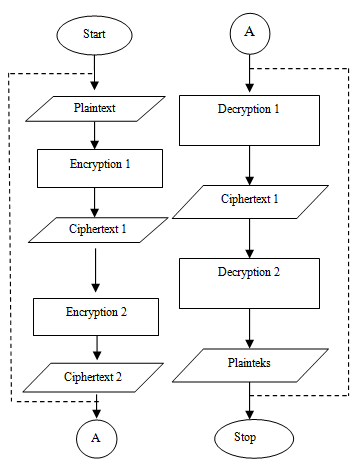 Start
Plaintext
Encryption 1
Ciphertext 1
Encryption 2
Ciphertext 2
A
A
Decryption 1
Ciphertext 1
Decryption 2
Plainteks
Stop